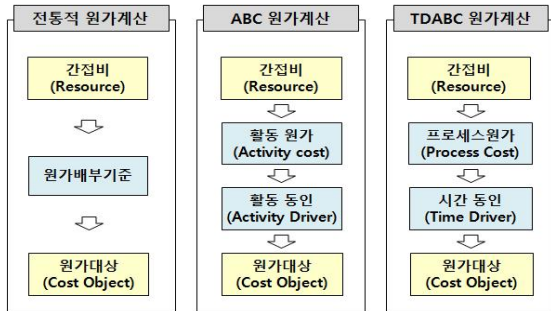 전통적 원가계산
간접비
(Resource)
원가배부기준
원가대상
(Cost Object)
ABC 원가계산
간접비
(Resource)
활동 원가
(Activity cost)
활동 동인
(Activity Driver)
원가대상
(Cost Object)
TDABC 원가계산
간접비
(Resource)
프로세스원가
(Process Cost)
시간 동인
(Time Driver)
원가대상
(Cost Object)